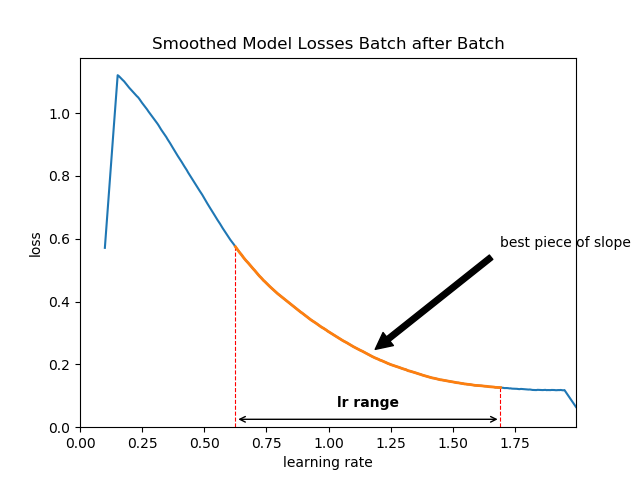 Smoothed Model Losses Batch after Batch
loss
1.0
0.8
0.6
0.4
0.2
0.0
best piece of slope
lr range
0.00 0.25 0.50 0.75 1.00 1.25 1.50 1.75
learning rate